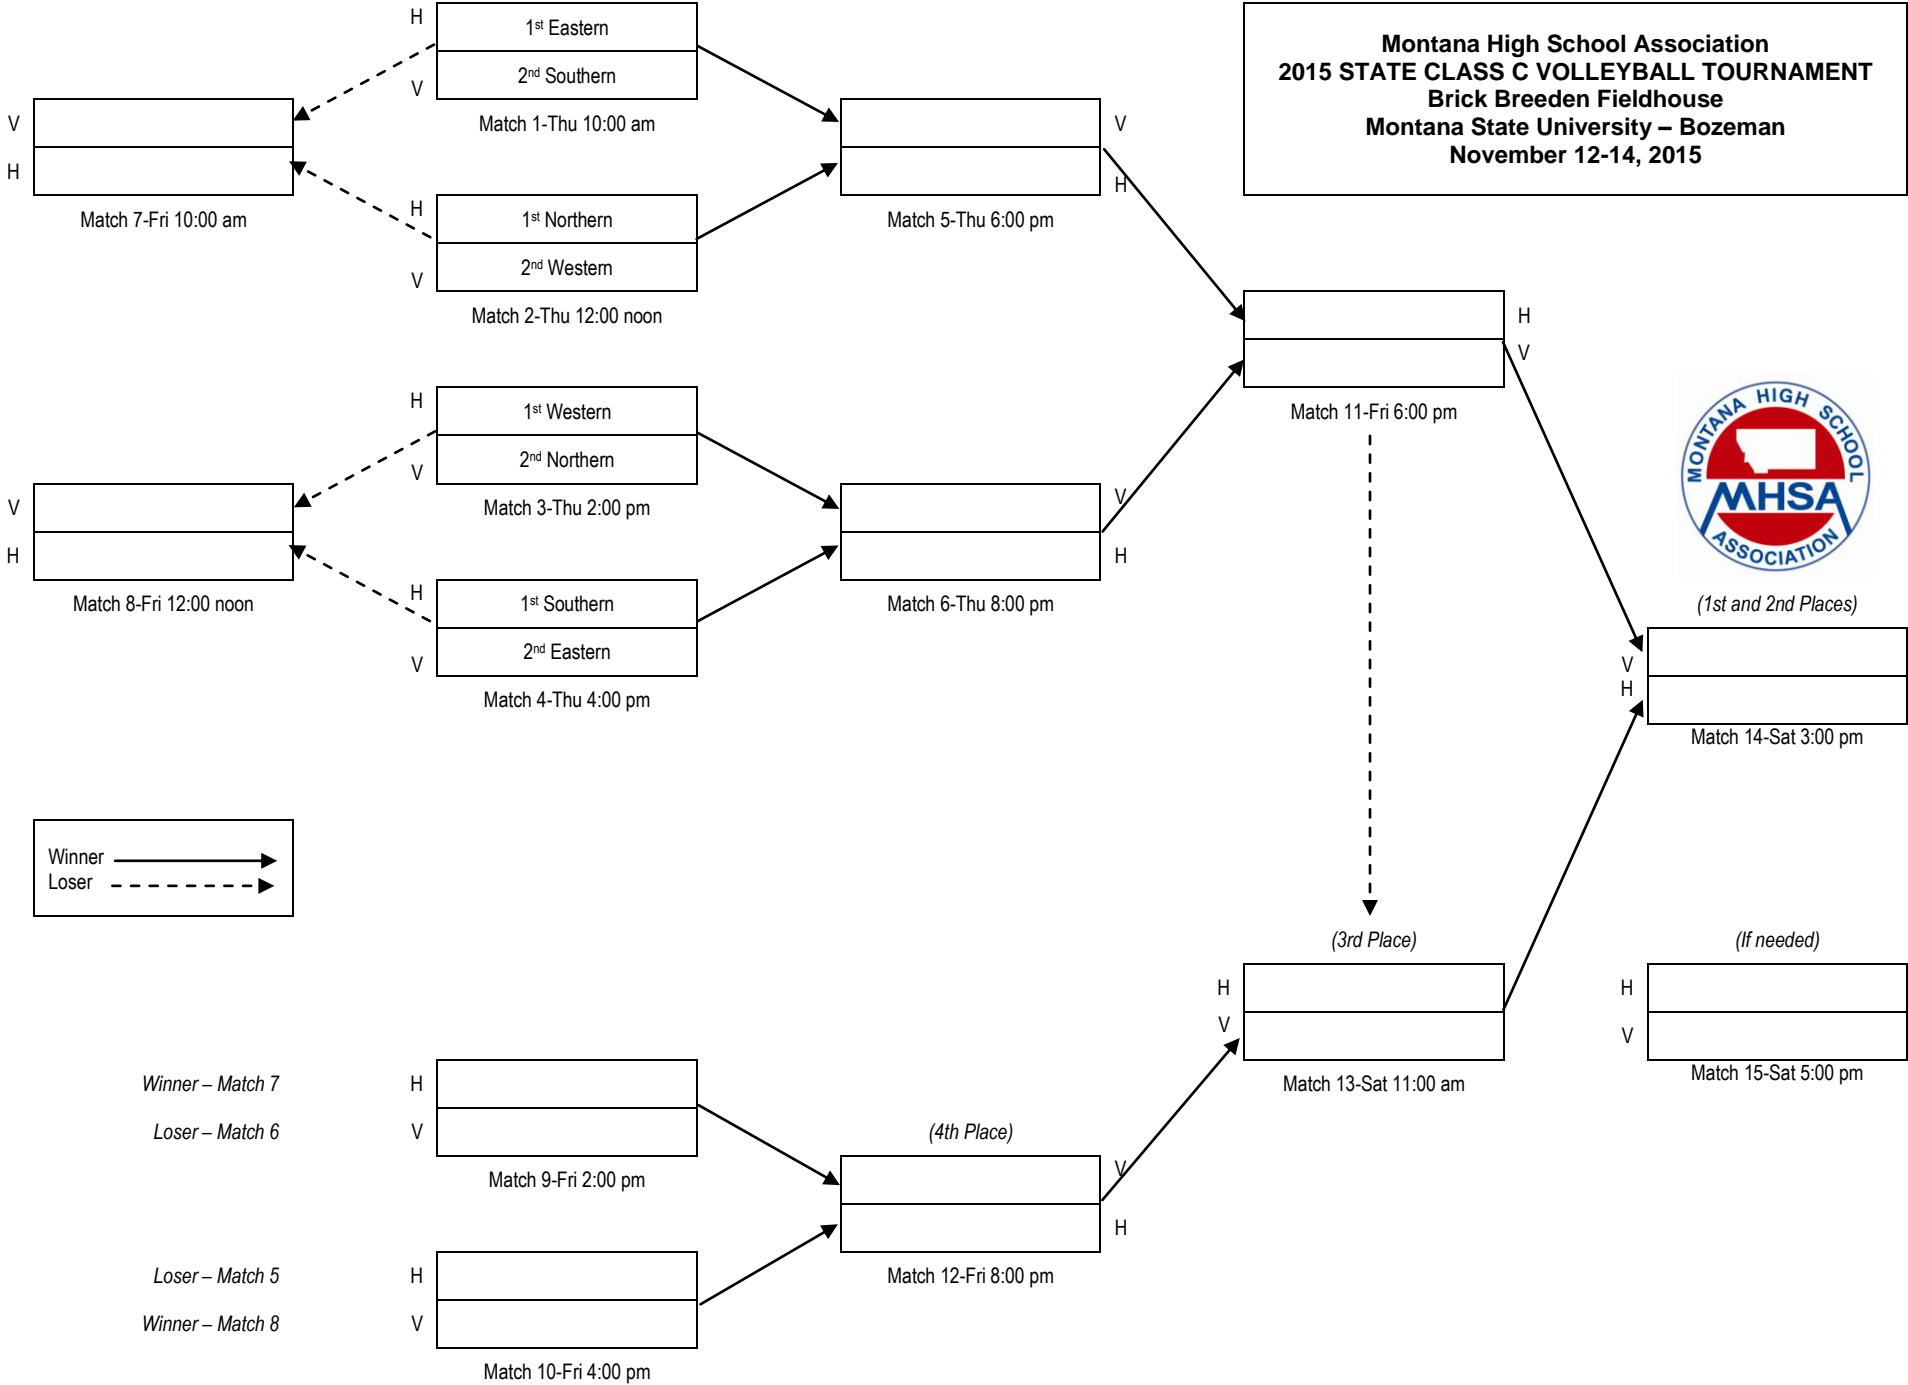 Montana High School Association
2015 STATE CLASS C VOLLEYBALL TOURNAMENT
Brick Breeden Fieldhouse
Montana State University – Bozeman
November 12-14, 2015
H
1st Eastern
V
2nd Southern
Match 1-Thu 10:00 am
V
H
Match 7-Fri 10:00 am
V
H
Match 5-Thu 6:00 pm
H
1st Northern
V
2nd Western
Match 2-Thu 12:00 noon
H
V
Match 11-Fri 6:00 pm
H
1st Western
V
2nd Northern
Match 3-Thu 2:00 pm
V
H
Match 8-Fri 12:00 noon
V
H
Match 6-Thu 8:00 pm
H
1st Southern
V
2nd Eastern
Match 4-Thu 4:00 pm
MONTANA HIGH SCHOOL
MHSA
ASSOCIATION
(1st and 2nd Places)
V
H
Match 14-Sat 3:00 pm
Winner
Loser
(3rd Place)
H
V
Match 13-Sat 11:00 am
(If needed)
H
V
Match 15-Sat 5:00 pm
Winner – Match 7
H
Loser – Match 6
V
Match 9-Fri 2:00 pm
(4th Place)
V
H
Match 12-Fri 8:00 pm
Loser – Match 5
H
Winner – Match 8
V
Match 10-Fri 4:00 pm